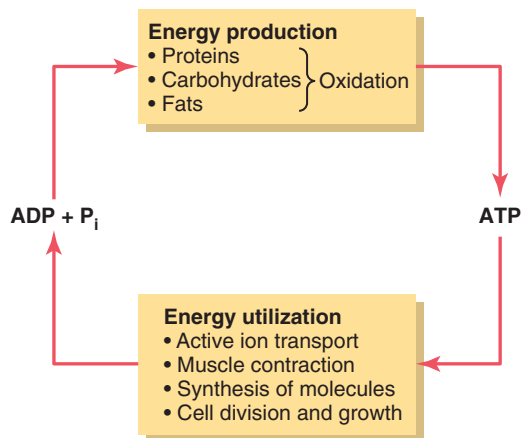 Energy production
• Proteins
• Carbohydrates
• Fats
Oxidation
ADP + Pi
ATP
Energy utilization
• Active ion transport
• Muscle contraction
• Synthesis of molecules
• Cell division and growth